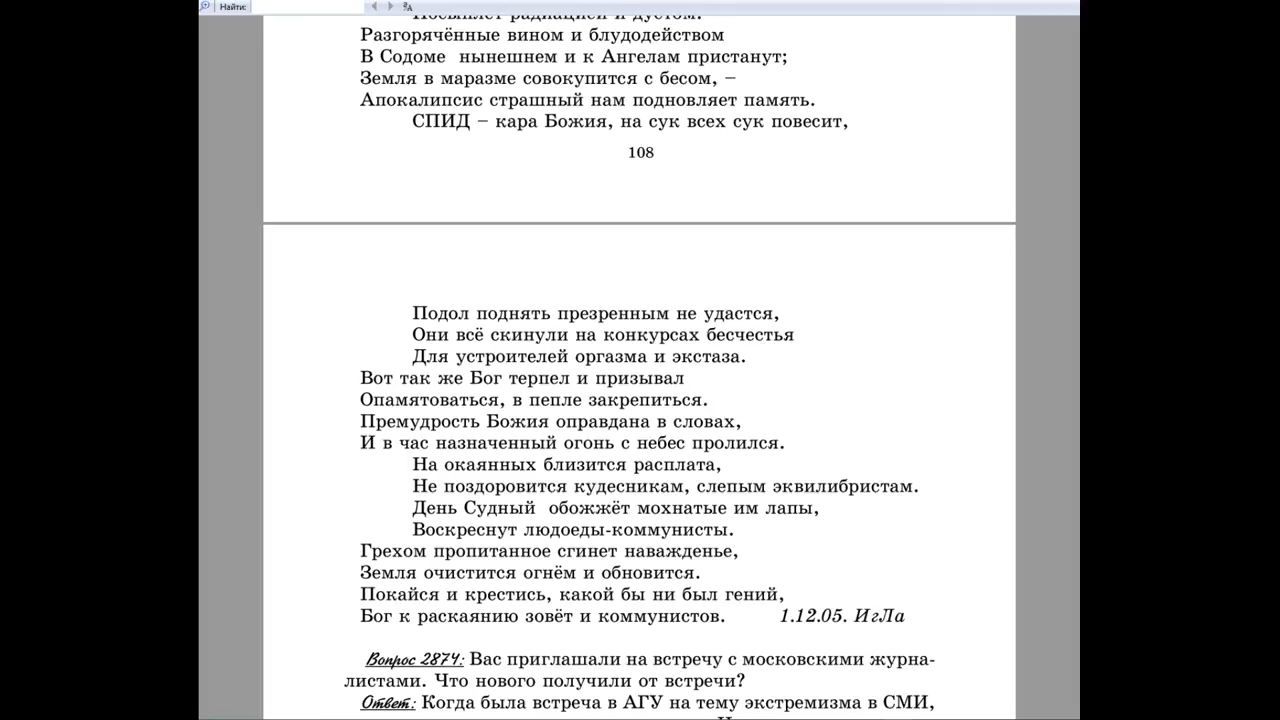 Найти:
Посыплет радиацией и дустом.
Разгорячённые вином и блудодейством
В Содоме нынешнем и к Ангелам пристанут;
Земля в маразме совокупится с бесом, –
Апокалипсис страшный нам подновляет память.
СПИД – кара Божия, на сук всех сук повесит,
108
Подол поднять презренным не удастся,
Они всё скинули на конкурсах бесчестья
Для устроителей оргазма и экстаза.
Вот так же Бог терпел и призывал
Опамятоваться, в пепле закрепиться.
Премудрость Божия оправдана в словах,
И в час назначенный огонь с небес пролился.
На окаянных близится расплата,
Не поздоровится кудесникам, слепым эквилибристам.
День Судный обожжёт мохнатые им лапы,
Воскреснут людоеды-коммунисты.
Грехом пропитанное сгинет наважденье,
Земля очистится огнём и обновится.
Покайся и крестись, какой бы ни был гений,
Бог к раскаянию зовёт и коммунистов. 1.12.05. ИгЛа
Вопрос 2874: Вас приглашали на встречу с московскими журна-
листами. Что нового получили от встречи?
Ответ: Когда была встреча в АГУ на тему экстремизма в СМИ,